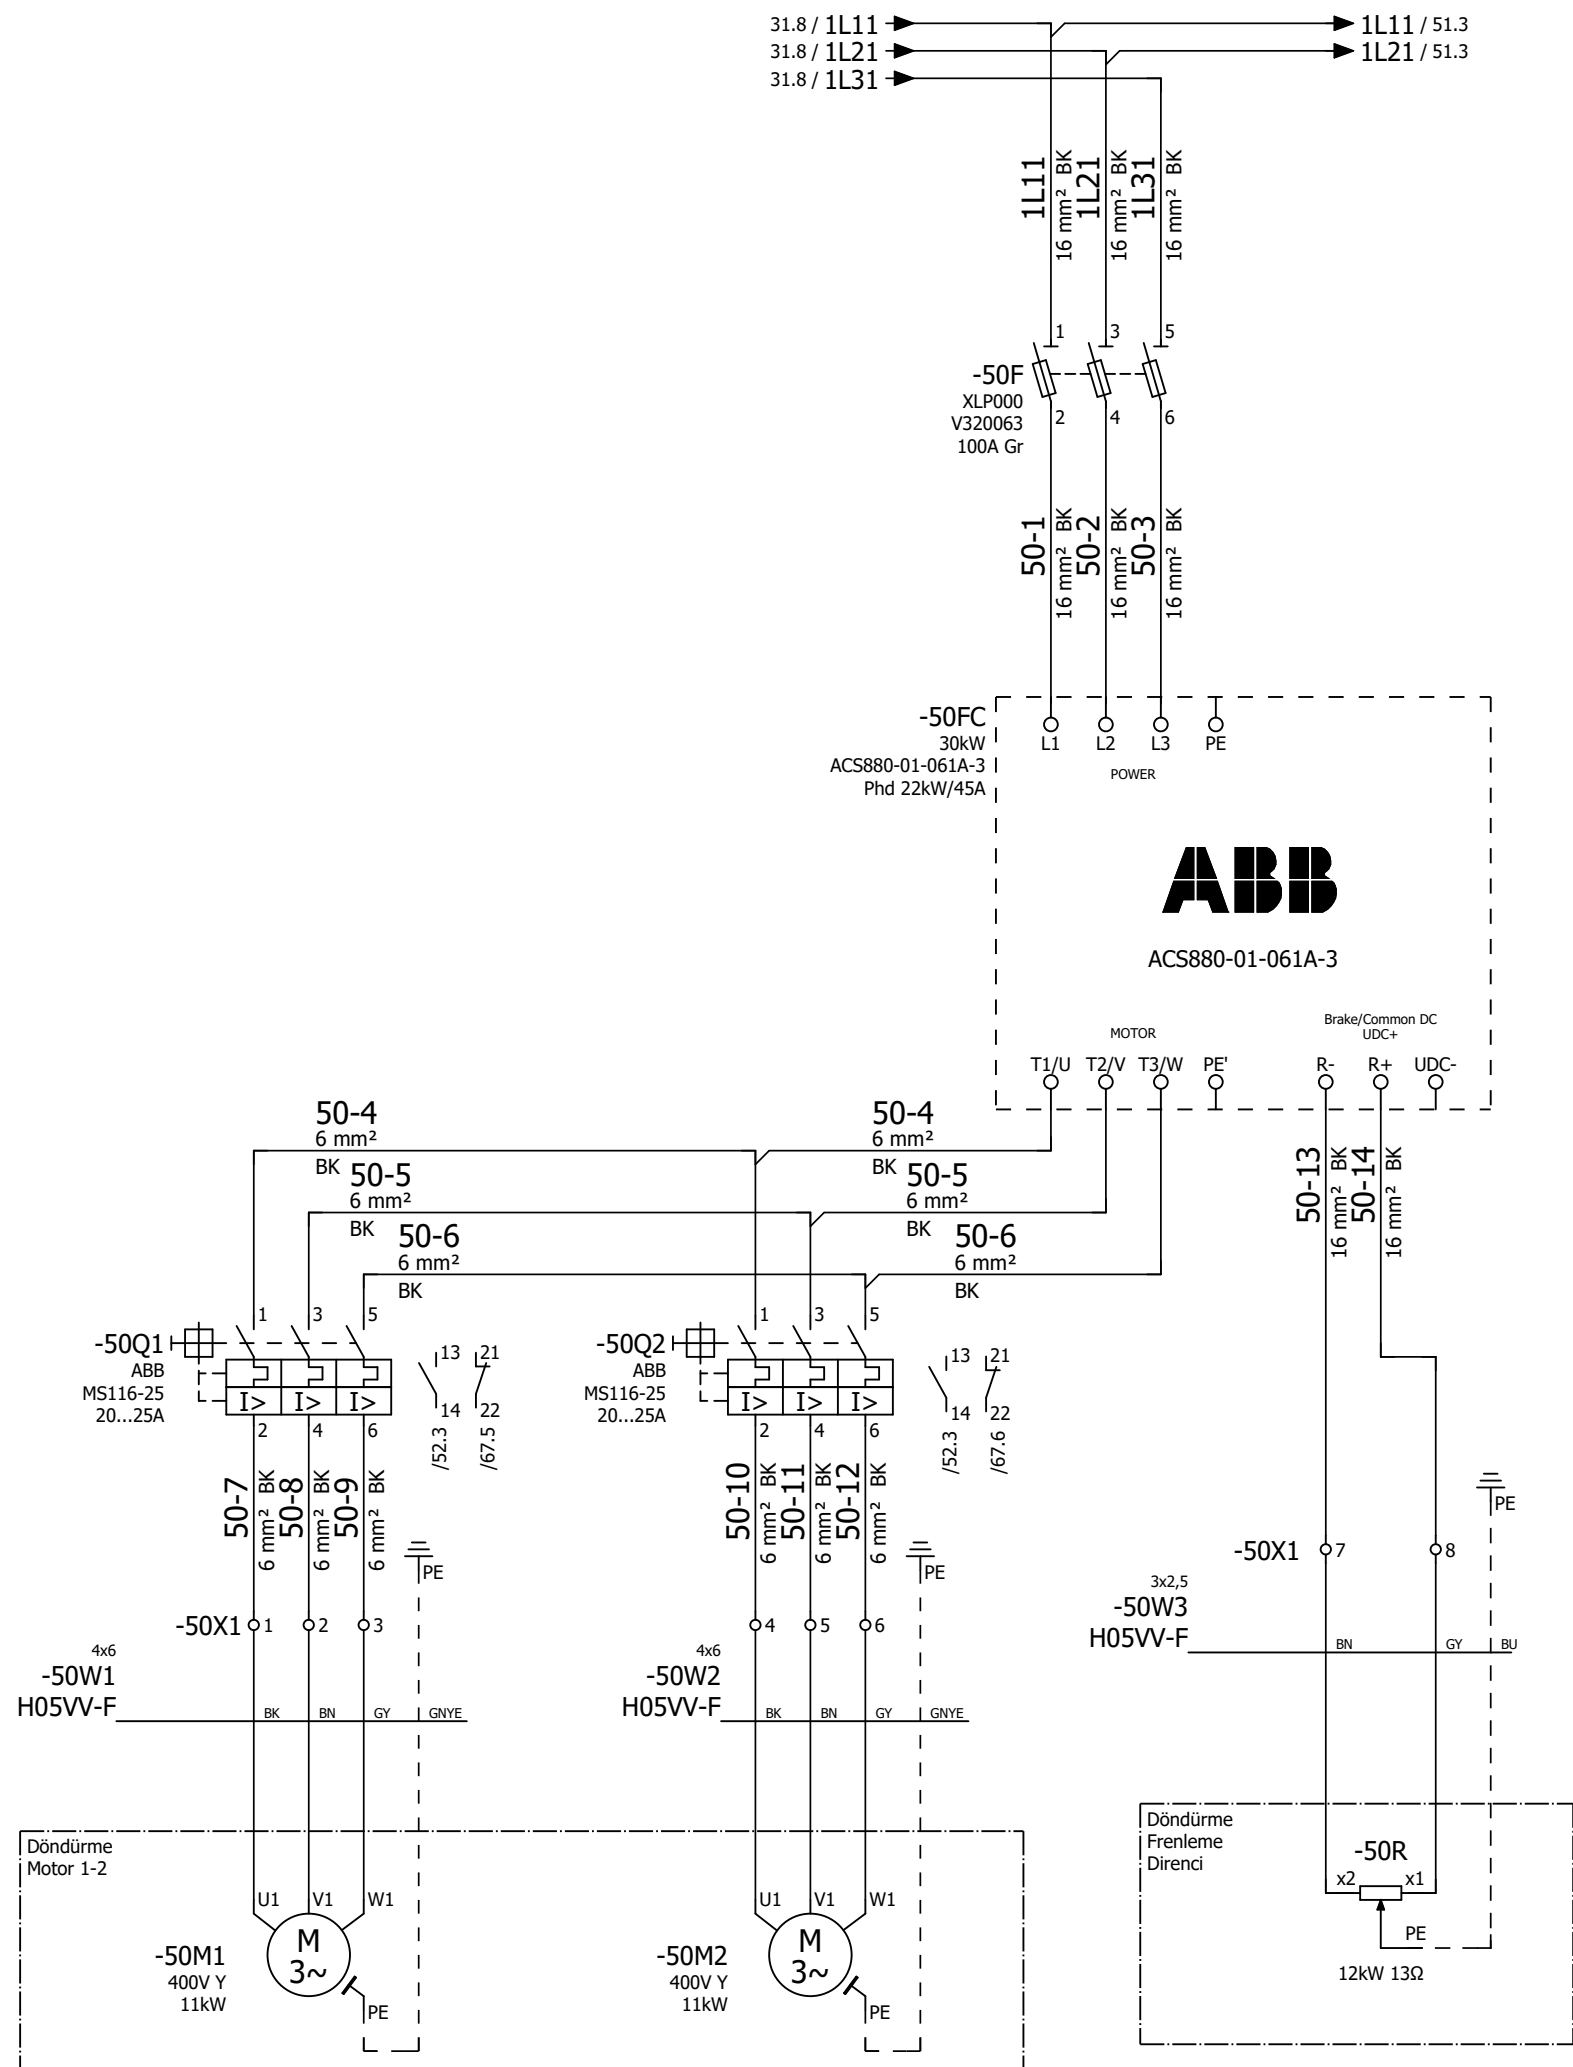 31.8 / 1L11
1L11 / 51.3
31.8 / 1L21
1L21 / 51.3
31.8 / 1L31
1L11
16 mm² BK
1L21
16 mm² BK
1L31
16 mm² BK
1
3
5
-50F
XLP000
V320063
100A Gr
2
4
6
50-1
16 mm² BK
50-2
16 mm² BK
50-3
16 mm² BK
-50FC
30kW
ACS880-01-061A-3
Phd 22kW/45A
L1
L2
L3
PE
POWER
ABB
ACS880-01-061A-3
MOTOR
Brake/Common DC
UDC+
T1/U
T2/V
T3/W
PE'
R-
R+
UDC-
50-4
6 mm²
BK
50-4
6 mm²
BK
50-5
6 mm²
BK
50-5
6 mm²
BK
50-6
6 mm²
BK
50-6
6 mm²
BK
50-13
16 mm² BK
50-14
16 mm² BK
-50Q1
ABB
MS116-25
20...25A
1
3
5
I>
I>
I>
2
4
6
13
14
/52.3
21
22
/67.5
-50Q2
ABB
MS116-25
20...25A
1
3
5
I>
I>
I>
2
4
6
13
14
/52.3
21
22
/67.6
50-7
6 mm² BK
50-8
6 mm² BK
50-9
6 mm² BK
PE
50-10
6 mm² BK
50-11
6 mm² BK
50-12
6 mm² BK
PE
PE
-50X1
7
8
-50X1
1
2
3
4
5
6
3x2,5
-50W3
H05VV-F
BN
GY
BU
4x6
-50W1
H05VV-F
BK
BN
GY
GNYE
4x6
-50W2
H05VV-F
BK
BN
GY
GNYE
Döndürme
Motor 1-2
U1
V1
W1
M
3~
-50M1
400V Y
11kW
PE
U1
V1
W1
M
3~
-50M2
400V Y
11kW
PE
Döndürme
Frenleme
Direnci
-50R
x2
x1
PE
12kW 13Ω